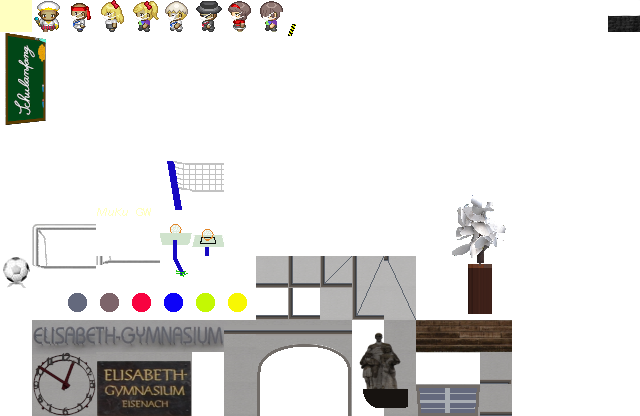 Schulanfang
ELISABETH-GYMNASIUM
ELISABETH-
GYMNASIUM
EISENACH